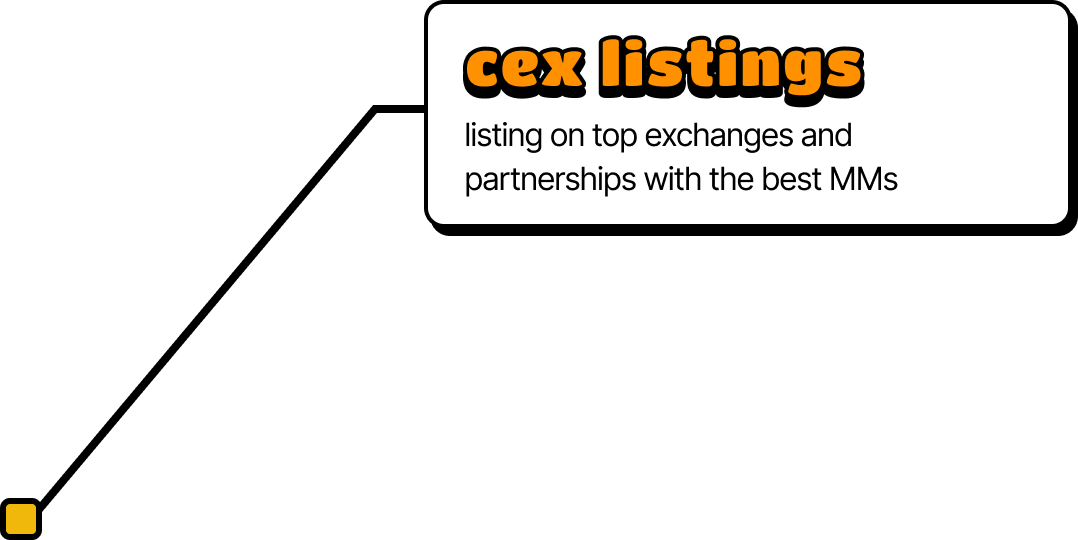 cex listings
listing on top exchanges and
partnerships with the best MMs